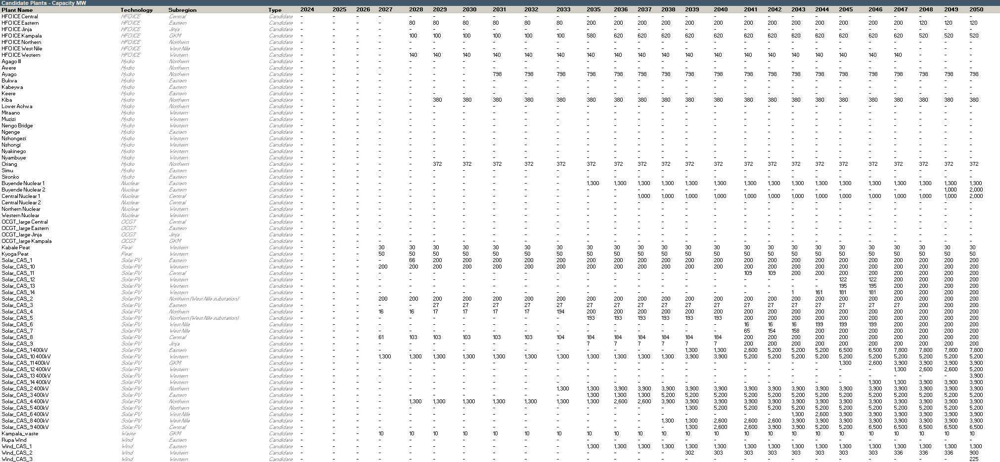 Candidate Plants - Capacity MW
Plant Name Technology Subregion Type 2024 2025 2026 2027 2028 2029 2030 2031 2032 2033 2035 2036 2037 2038 2039 2040 2041 2042 2043 2044 2045 2046 2047 2048 2049 2050
HFO ICE Central HFO ICE Central Candidate - - - - - - - - - - - - - - - - - - - - - - - - - -
HFO ICE Eastern HFO ICE Eastern Candidate - - - - 80 80 80 80 80 80 200 200 200 200 200 200 200 200 200 200 200 200 200 120 120 120
HFO ICE Jinja HFO ICE Jinja Candidate - - - - - - - - - - - - - - - - - - - - - - - - - -
HFO ICE Kampala HFO ICE GKM Candidate - - - - 100 100 100 100 100 100 580 620 620 620 620 620 620 620 620 620 620 620 620 520 520 520
HFO ICE Northern HFO ICE Northern Candidate - - - - - - - - - - - - - - - - - - - - - - - - - -
HFO ICE West Nile HFO ICE West Nile Candidate - - - - - - - - - - - - - - - - - - - - - - - - - -
HFO ICE Western HFO ICE Western Candidate - - - - 140 140 140 140 140 140 140 140 140 140 140 140 140 140 140 140 140 140 140 - - -
Agago III Hydro Northern Candidate - - - - - - - - - - - - - - - - - - - - - - - - - -
Awere Hydro Northern Candidate - - - - - - - - - - - - - - - - - - - - - - - - - -
Ayago Hydro Northern Candidate - - - - - - - 798 798 798 798 798 798 798 798 798 798 798 798 798 798 798 798 798 798 798
Bukwa Hydro Eastern Candidate - - - - - - - - - - - - - - - - - - - - - - - - - -
Kabeywa Hydro Eastern Candidate - - - - - - - - - - - - - - - - - - - - - - - - - -
Keere Hydro Eastern Candidate - - - - - - - - - - - - - - - - - - - - - - - - - -
Kiba Hydro Northern Candidate - - - - - 380 380 380 380 380 380 380 380 380 380 380 380 380 380 380 380 380 380 380 380 380
Lower Achwa Hydro Northern Candidate - - - - - - - - - - - - - - - - - - - - - - - - - -
Mitaano Hydro Western Candidate - - - - - - - - - - - - - - - - - - - - - - - - - -
Muzizi Hydro Western Candidate - - - - - - - - - - - - - - - - - - - - - - - - - -
Nengo Bridge Hydro Western Candidate - - - - - - - - - - - - - - - - - - - - - - - - - -
Ngenge Hydro Eastern Candidate - - - - - - - - - - - - - - - - - - - - - - - - - -
Nshongezi Hydro Western Candidate - - - - - - - - - - - - - - - - - - - - - - - - - -
Nshongi Hydro Western Candidate - - - - - - - - - - - - - - - - - - - - - - - - - -
Nyakinego Hydro Western Candidate - - - - - - - - - - - - - - - - - - - - - - - - - -
Nyambuye Hydro Western Candidate - - - - - - - - - - - - - - - - - - - - - - - - - -
Oriang Hydro Northern Candidate - - - - - 372 372 372 372 372 372 372 372 372 372 372 372 372 372 372 372 372 372 372 372 372
Simu Hydro Eastern Candidate - - - - - - - - - - - - - - - - - - - - - - - - - -
Sironko Hydro Eastern Candidate - - - - - - - - - - - - - - - - - - - - - - - - - -
Buyende Nuclear 1 Nuclear Eastern Candidate - - - - - - - - - - 1,300 1,300 1,300 1,300 1,300 1,300 1,300 1,300 1,300 1,300 1,300 1,300 1,300 1,300 1,300 1,300
Buyende Nuclear 2 Nuclear Eastern Candidate - - - - - - - - - - - - - - - - - - - - - - - - 1,000 2,000
Central Nuclear 1 Nuclear Central Candidate - - - - - - - - - - - - 1,000 1,000 1,000 1,000 1,000 1,000 1,000 1,000 1,000 1,000 1,000 1,000 1,000 2,000
Central Nuclear 2 Nuclear Central Candidate - - - - - - - - - - - - - - - - - - - - - - - - - -
Northern Nuclear Nuclear Western Candidate - - - - - - - - - - - - - - - - - - - - - - - - - -
Western Nuclear Nuclear Western Candidate - - - - - - - - - - - - - - - - - - - - - - - - - -
OCGT_large Central OCGT Central Candidate - - - - - - - - - - - - - - - - - - - - - - - - - -
OCGT_large Eastern OCGT Eastern Candidate - - - - - - - - - - - - - - - - - - - - - - - - - -
OCGT_large Jinja OCGT Jinja Candidate - - - - - - - - - - - - - - - - - - - - - - - - - -
OCGT_large Kampala OCGT GKM Candidate - - - - - - - - - - - - - - - - - - - - - - - - - -
Kabale Peat Peat Western Candidate - - - 30 30 30 30 30 30 30 30 30 30 30 30 30 30 30 30 30 30 30 30 30 30 30
Kyoga Peat Peat Western Candidate - - - 50 50 50 50 50 50 50 50 50 50 50 50 50 50 50 50 50 50 50 50 50 50 50
Solar_CAS_1 Solar PV Eastern Candidate - - - - 66 200 200 200 200 200 200 200 200 200 200 200 200 200 200 200 200 200 200 200 200 200
Solar_CAS_10 Solar PV Western Candidate - - - 200 200 200 200 200 200 200 200 200 200 200 200 200 200 200 200 200 200 200 200 200 200 200
Solar_CAS_11 Solar PV Central Candidate - - - - - - - - - - - - - - - - 109 109 200 200 200 200 200 200 200 200
Solar_CAS_12 Solar PV Western Candidate - - - - - - - - - - - - - - - - - - - - 122 122 200 200 200 200
Solar_CAS_13 Solar PV Western Candidate - - - - - - - - - - - - - - - - - - - - 195 195 200 200 200 200
Solar_CAS_14 Solar PV Western Candidate - - - - - - - - - - - - - - - - - - 1 161 181 181 200 200 200 200
Solar_CAS_2 Solar PV Northern (West Nile substation) Candidate - - - 200 200 200 200 200 200 200 200 200 200 200 200 200 200 200 200 200 200 200 200 200 200 200
Solar_CAS_3 Solar PV Eastern Candidate - - - - - 27 27 27 27 27 27 27 27 27 27 27 27 27 27 27 27 27 200 200 200 200
Solar_CAS_4 Solar PV Northern Candidate - - - 16 16 17 17 17 17 194 200 200 200 200 200 200 200 200 200 200 200 200 200 200 200 200
Solar_CAS_5 Solar PV Northern (West Nile substation) Candidate - - - - - - - - - - 193 193 193 193 193 193 200 200 200 200 200 200 200 200 200 200
Solar_CAS_6 Solar PV West Nile Candidate - - - - - - - - - - - - - - - - 16 16 16 199 199 199 200 200 200 200
Solar_CAS_7 Solar PV West Nile Candidate - - - - - - - - - - - - - - - - 65 154 158 200 200 200 200 200 200 200
Solar_CAS_8 Solar PV Central Candidate - - - 61 103 103 103 103 103 104 184 184 184 184 184 184 200 200 200 200 200 200 200 200 200 200
Solar_CAS_9 Solar PV Jinja Candidate - - - - - - - - - - 7 7 7 7 7 7 200 200 200 200 200 200 200 200 200 200
Solar_CAS_1 400kV Solar PV Eastern Candidate - - - - - - - - - - - - - - 1,300 1,300 2,600 5,200 5,200 5,200 6,500 6,500 7,800 7,800 7,800 7,800
Solar_CAS_10 400kV Solar PV Western Candidate - - - 1,300 1,300 1,300 1,300 1,300 1,300 1,300 1,300 1,300 1,300 1,300 3,900 3,900 5,200 5,200 5,200 5,200 5,200 5,200 5,200 5,200 5,200 5,200
Solar_CAS_11 400kV Solar PV GKM Candidate - - - - - - - - - - - - - - - - - - - - 1,300 2,600 3,900 3,900 3,900 3,900
Solar_CAS_12 400kV Solar PV Western Candidate - - - - - - - - - - - - - - - - - - - - - - 1,300 2,600 2,600 5,200
Solar_CAS_13 400kV Solar PV Western Candidate - - - - - - - - - - - - - - - - - - - - - - - - - 3,900
Solar_CAS_14 400kV Solar PV Western Candidate - - - - - - - - - - - - - - - - - - - - - 1,300 1,300 3,900 3,900 3,900
Solar_CAS_2 400kV Solar PV Northern Candidate - - - - - - - - - 1,300 1,300 3,900 3,900 3,900 3,900 3,900 3,900 3,900 3,900 3,900 3,900 3,900 3,900 3,900 3,900 3,900
Solar_CAS_3 400kV Solar PV Eastern Candidate - - - - - - - - - - 1,300 1,300 1,300 5,200 5,200 5,200 5,200 5,200 5,200 5,200 5,200 5,200 5,200 5,200 5,200 5,200
Solar_CAS_4 400kV Solar PV Northern Candidate - - - - 1,300 1,300 1,300 1,300 1,300 1,300 1,300 2,600 2,600 3,900 3,900 3,900 3,900 3,900 3,900 3,900 3,900 3,900 3,900 3,900 3,900 3,900
Solar_CAS_5 400kV Solar PV Northern Candidate - - - - - - - - - - - - - - 1,300 5,200 5,200 5,200 5,200 5,200 5,200 5,200 5,200 5,200 5,200 5,200
Solar_CAS_6 400kV Solar PV West Nile Candidate - - - - - - - - - - - - - - - - - - 1,300 2,600 3,900 3,900 3,900 3,900 3,900 3,900
Solar_CAS_8 400kV Solar PV West Nile Candidate - - - - - - - - - - - - - 1,300 1,300 2,600 2,600 2,600 3,900 3,900 3,900 3,900 3,900 3,900 3,900 3,900
Solar_CAS_9 400kV Solar PV Central Candidate - - - - - - - - - - - - - - 1,300 2,600 2,600 3,900 3,900 5,200 5,200 6,500 6,500 6,500 6,500 6,500
Kampala_waste Waste GKM Candidate - - - 10 10 10 10 10 10 10 10 10 10 10 10 10 10 10 10 10 10 10 10 10 10 10
Rupa Wind Wind Eastern Candidate - - - - - - - - - - - - - - - - - - - - - - - - - -
Wind_CAS_1 Wind Eastern Candidate - - - - - - - - - - 1,300 1,300 1,300 1,300 1,300 1,300 1,300 1,300 1,300 1,300 1,300 1,300 1,300 1,300 1,300 1,300
Wind_CAS_2 Wind Western Candidate - - - - - - - - - - - - - - 302 303 303 303 303 303 303 303 336 336 336 900
Wind_CAS_3 Wind Western Candidate - - - - - - - - - - - - - - - - - - - - - - - - - 225